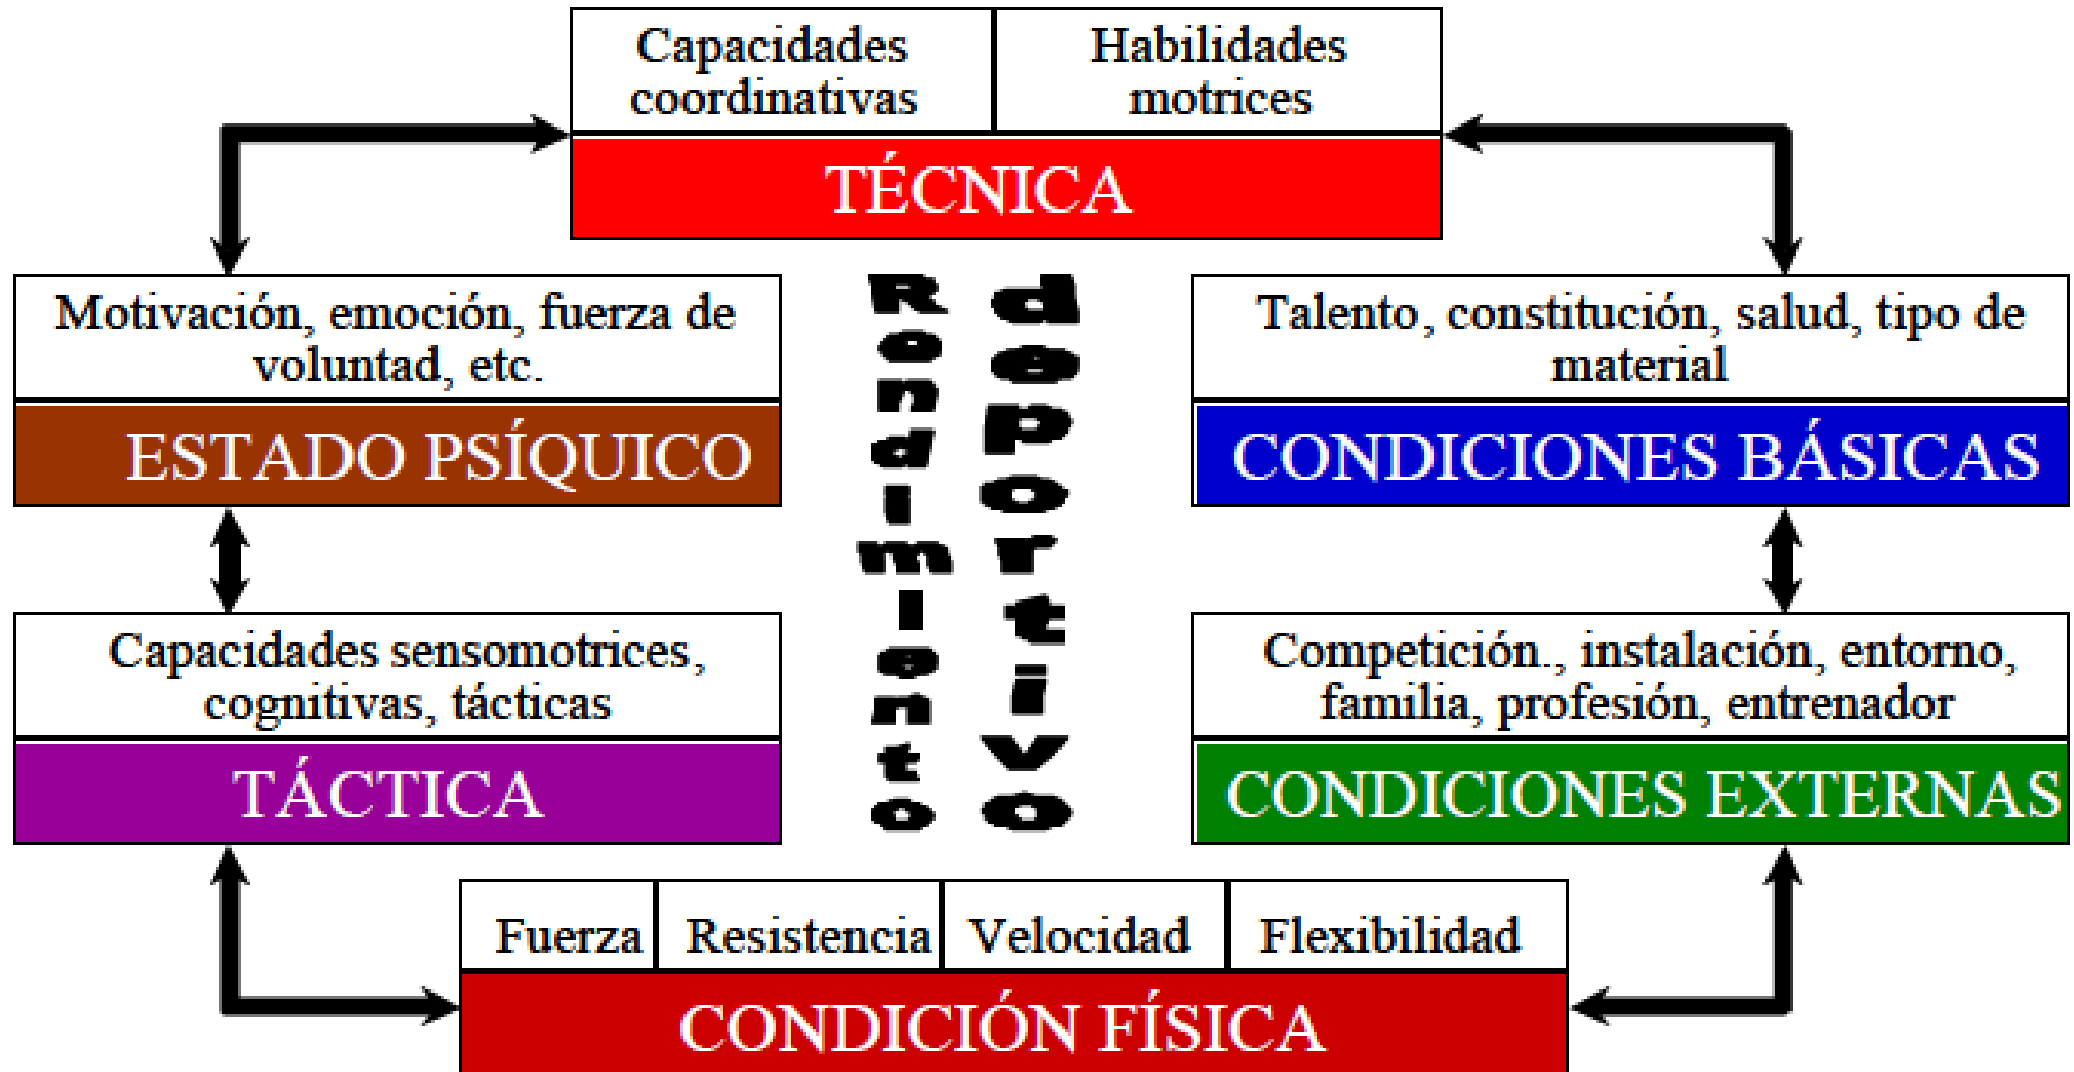 Capacidades
coordinativas
Habilidades
motrices
TÉCNICA
Motivación, emoción, fuerza de
voluntad, etc.
ESTADO PSÍQUICO
Rendimiento
deportivo
Talento, constitución, salud, tipo de
material
CONDICIONES BÁSICAS
Capacidades sensomotrices,
cognitivas, tácticas
TÁCTICA
Competición., instalación, entorno,
familia, profesión, entrenador
CONDICIONES EXTERNAS
Fuerza
Resistencia
Velocidad
Flexibilidad
CONDICIÓN FÍSICA